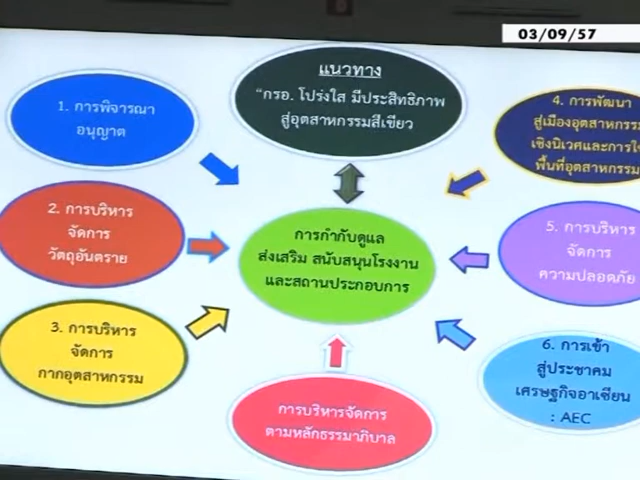 03/09/57
แนวทาง
“กรอ. โปร่งใส มีประสิทธิภาพ
สู่อุตสาหกรรมสีเขียว
1. การพิจารณา
อนุญาต
2. การบริหาร
จัดการ
วัตถุอันตราย
3. การบริหาร
จัดการ
กากอุตสาหกรรม
การกำกับดูแล
ส่งเสริม สนับสนุนโรงงาน
และสถานประกอบการ
4. การพัฒนา
สู่เมืองอุตสาหกรรม
เชิงนิเวศและการใ
พื้นที่อุตสาหกรรม
5. การบริหาร
จัดการ
ความปลอดภัย
6. การเข้า
สู่ประชาคม
เศรษฐกิจอาเซียน
: AEC
การบริหารจัดการ
ตามหลักธรรมาภิบาล